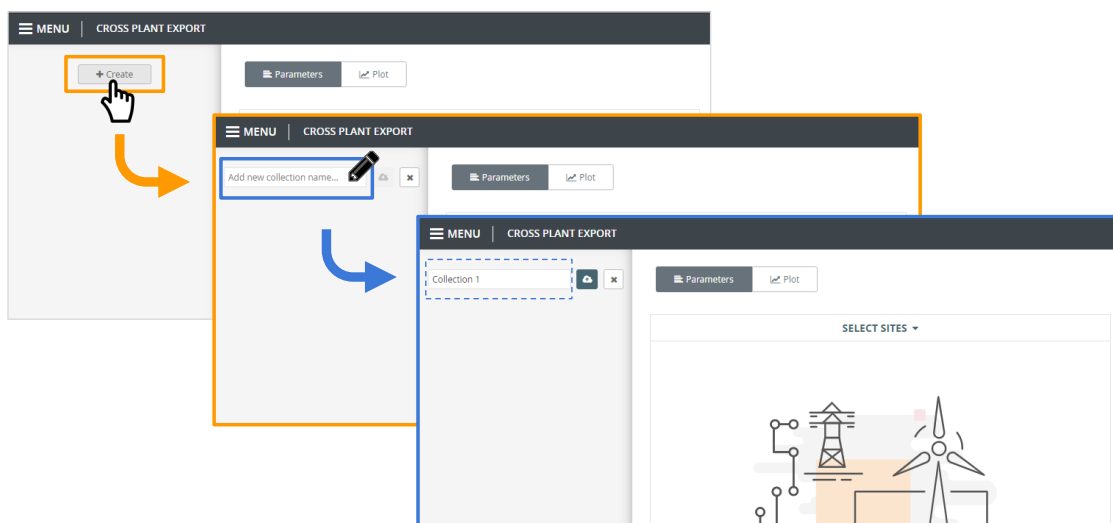 MENU CROSS PLANT EXPORT
+ Create
Parameters Plot
MENU CROSS PLANT EXPORT
Add new collection name...
Parameters Plot
MENU CROSS PLANT EXPORT
Collection 1
Parameters Plot
SELECT SITES